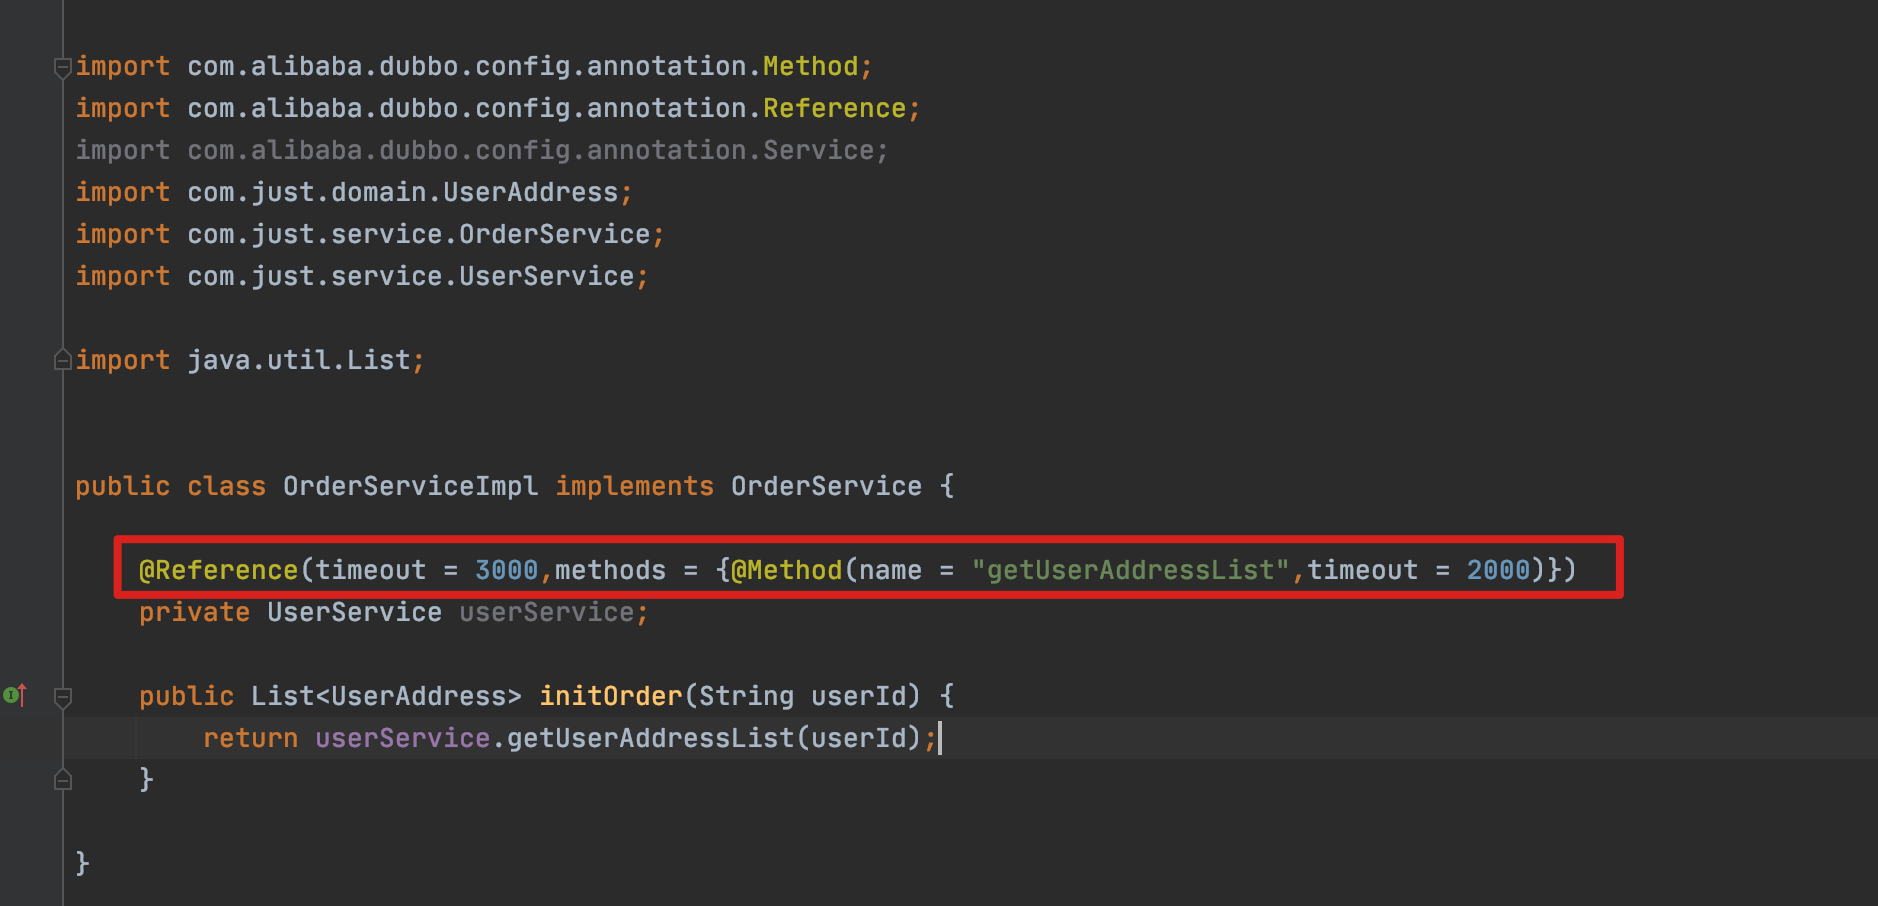 import com.alibaba.dubbo.config.annotation.Method;
import com.alibaba.dubbo.config.annotation.Reference;
import com.alibaba.dubbo.config.annotation.Service;
import com.just.domain.UserAddress;
import com.just.service.OrderService;
import com.just.service.UserService;
import java.util.List;
public class OrderServiceImpl implements OrderService {
@Reference(timeout = 3000,methods = {@Method(name = "getUserAddressList",timeout = 2000)})
private UserService userService;
public List<UserAddress> initOrder(String userId) {
return userService.getUserAddressList(userId);
}
}